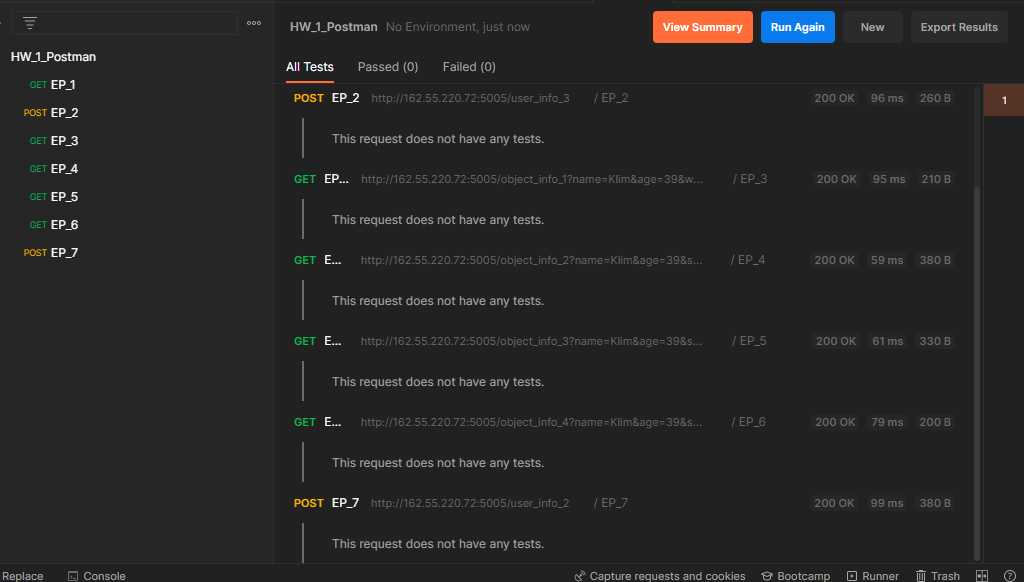 HW_1_Postman
GET EP_1
POST EP_2
GET EP_3
GET EP_4
GET EP_5
GET EP_6
POST EP_7
HW_1_Postman No Environment, just now
View Summary
Run Again
New
Export Results
All Tests Passed (0) Failed (0)
POST EP_2 http://162.55.220.72:5005/user_info_3 / EP_2 200 OK 96 ms 260 B
This request does not have any tests.
GET EP... http://162.55.220.72:5005/object_info_1?name=Klim&age=39&w... / EP_3 200 OK 95 ms 210 B
This request does not have any tests.
GET E... http://162.55.220.72:5005/object_info_2?name=Klim&age=39&s... / EP_4 200 OK 59 ms 380 B
This request does not have any tests.
GET E... http://162.55.220.72:5005/object_info_3?name=Klim&age=39&s... / EP_5 200 OK 61 ms 330 B
This request does not have any tests.
GET E... http://162.55.220.72:5005/object_info_4?name=Klim&age=39&s... / EP_6 200 OK 79 ms 200 B
This request does not have any tests.
POST EP_7 http://162.55.220.72:5005/user_info_2 / EP_7 200 OK 99 ms 380 B
This request does not have any tests.
1
Replace Console Capture requests and cookies Bootcamp Runner Trash